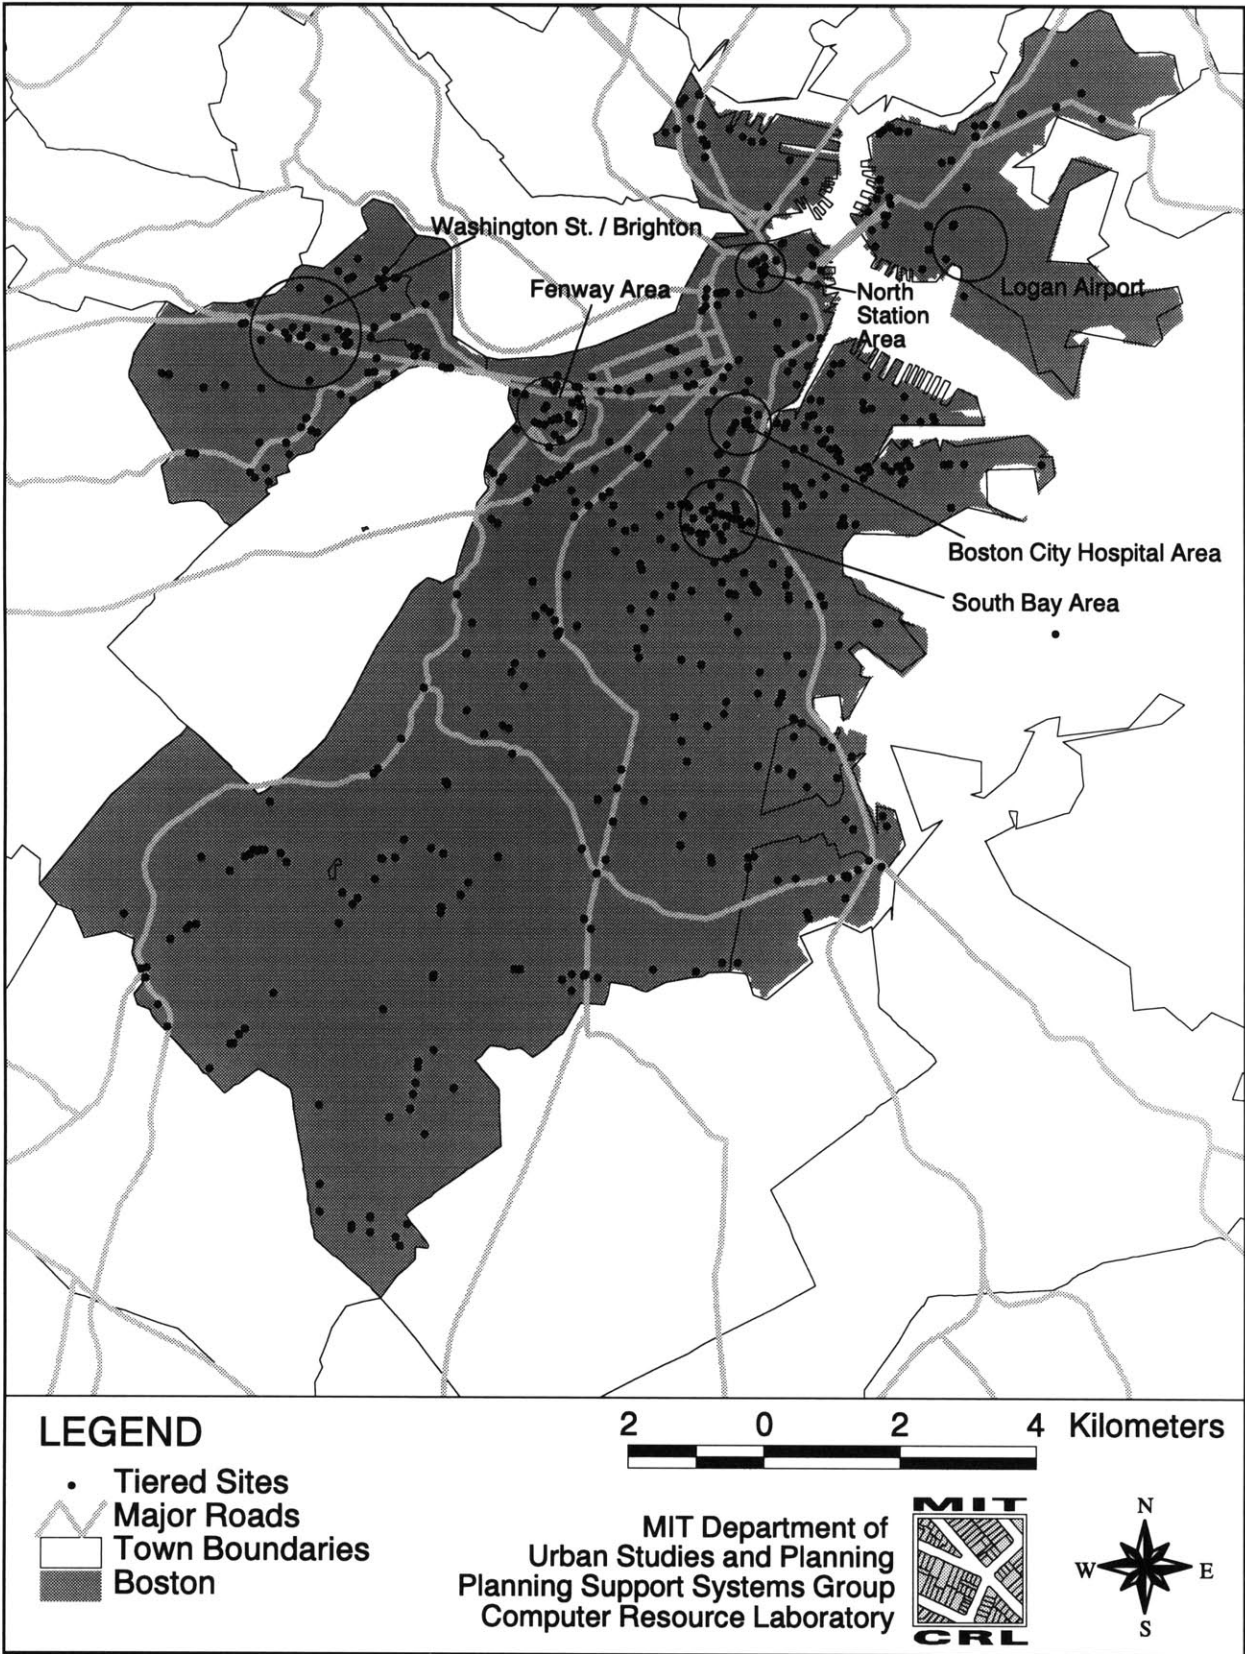 Washington St. / Brighton
Fenway Area
North
Station
Area
Logan Airport
Boston City Hospital Area
South Bay Area
LEGEND
Tiered Sites
Major Roads
Town Boundaries
Boston
2 0 2 4 Kilometers
MIT Department of
Urban Studies and Planning
Planning Support Systems Group
Computer Resource Laboratory
MIT
CRL
N
W E
S